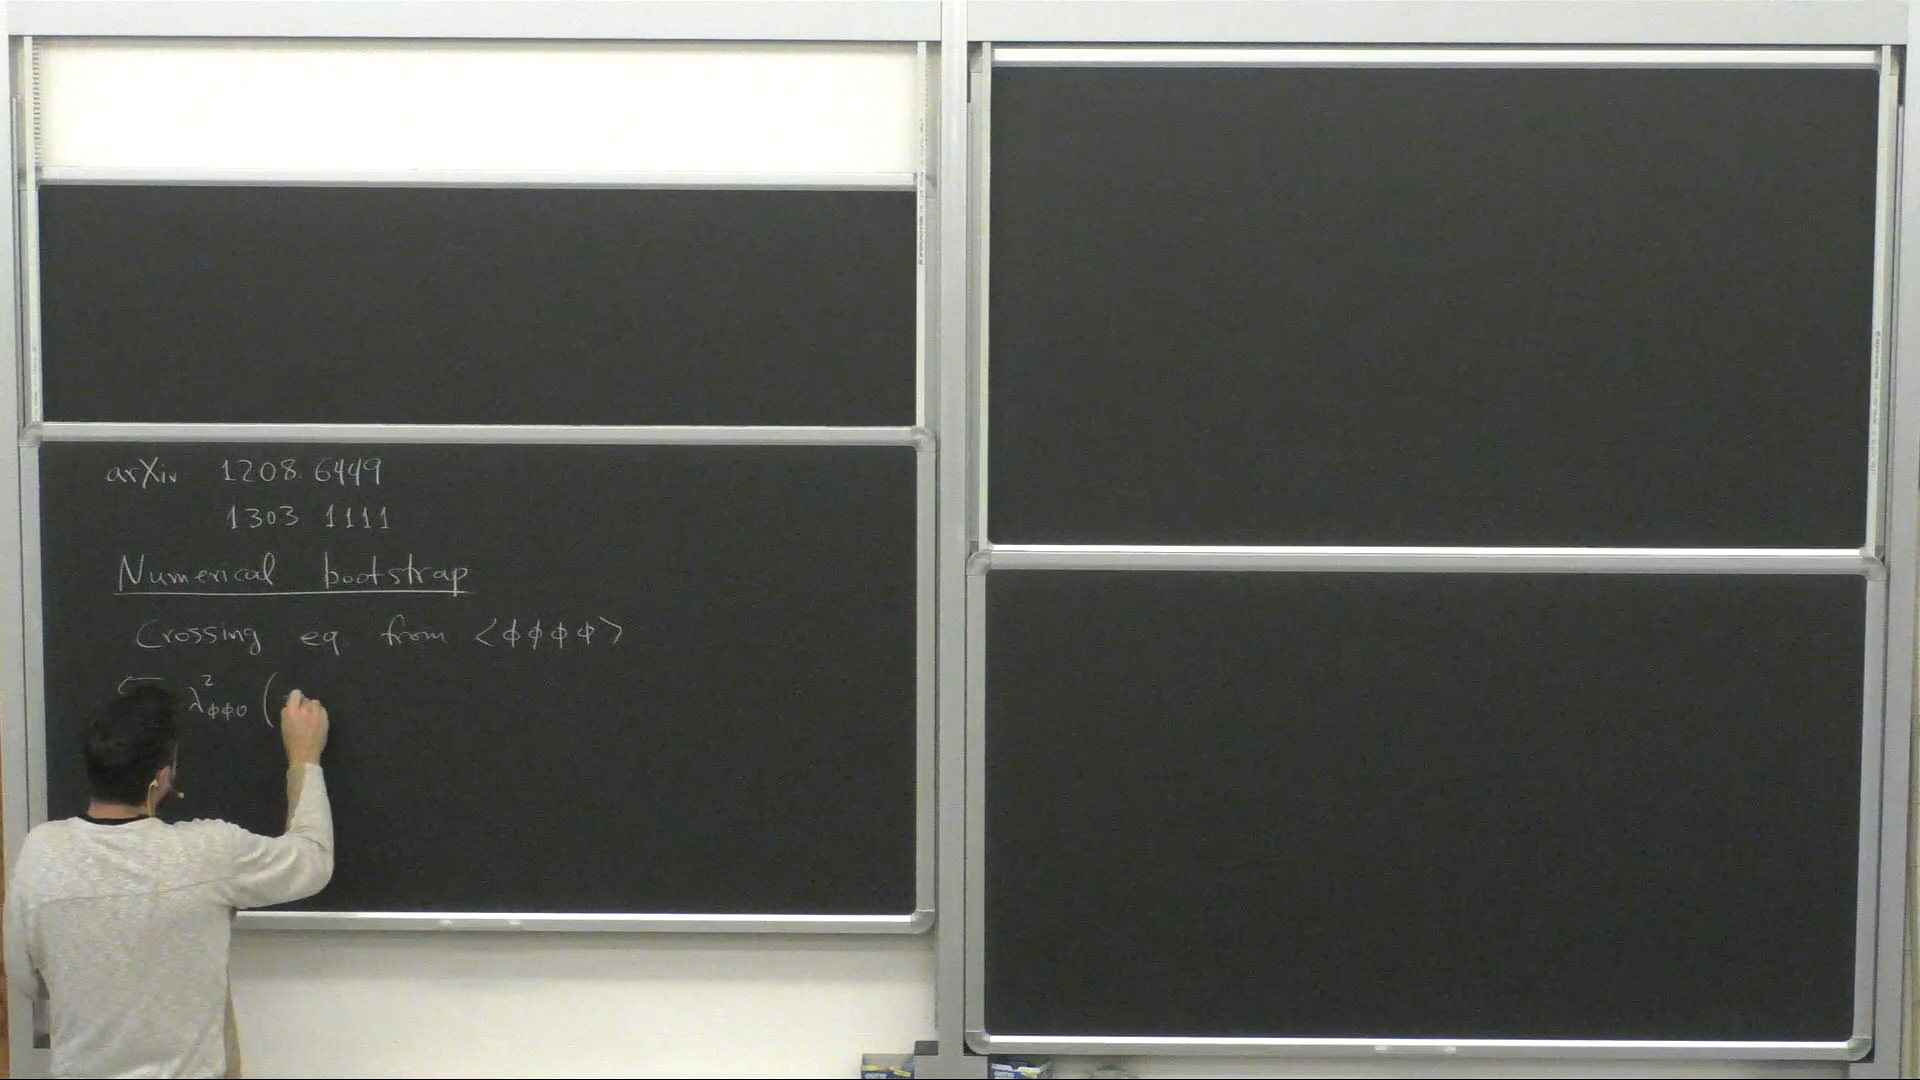 arXiv 1208.6449
1303.1111
Numerical bootstrap
Crossing eq from <ϕϕϕϕ>
λ²ϕϕO (